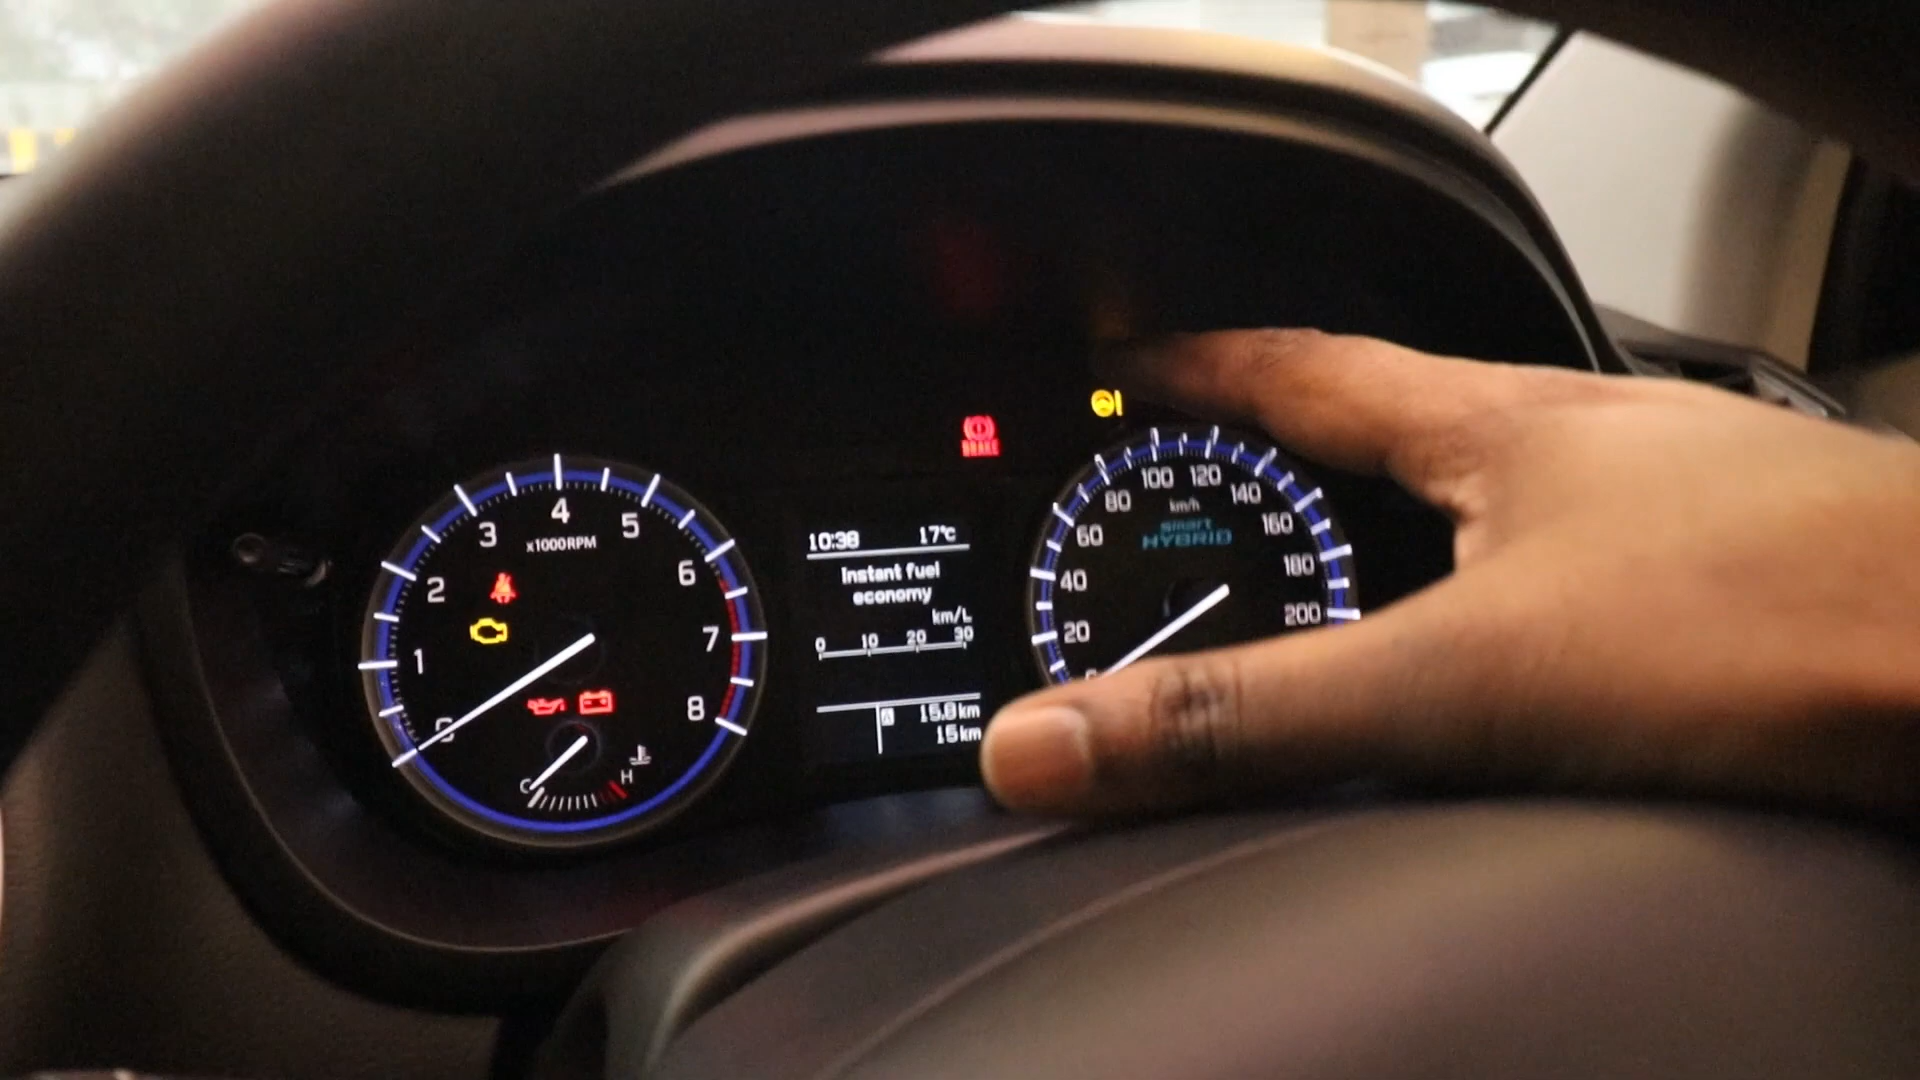 BRAKE
4
3
5
x1000RPM
2
6
1
7
0
8
C
H
10:38 17°C
Instant fuel
economy
km/L
0 10 20 30
A 15.8km
15km
100 120
80 140
km/h
60 160
smart
HYBRID
40 180
20 200